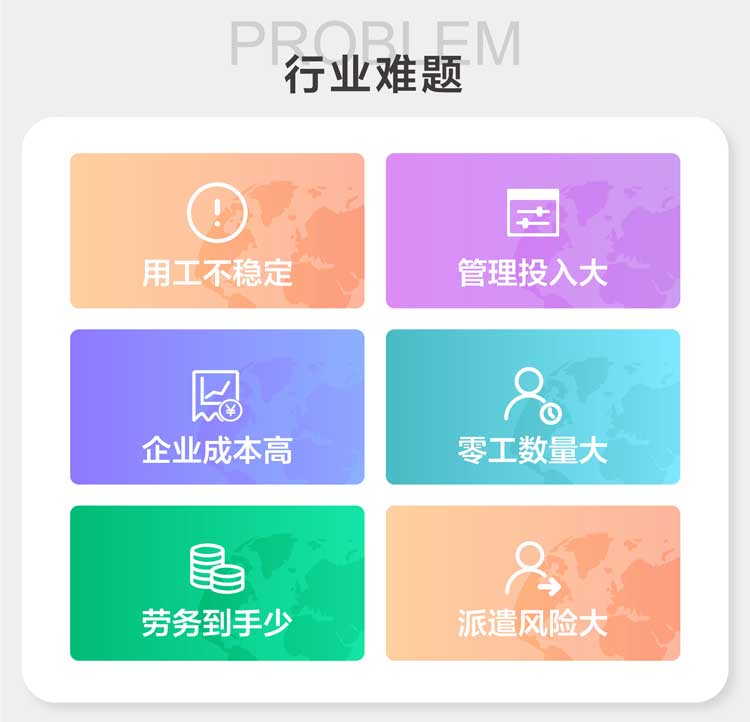 PROBLEM
行业难题
用工不稳定
管理投入大
企业成本高
零工数量大
劳务到手少
派遣风险大